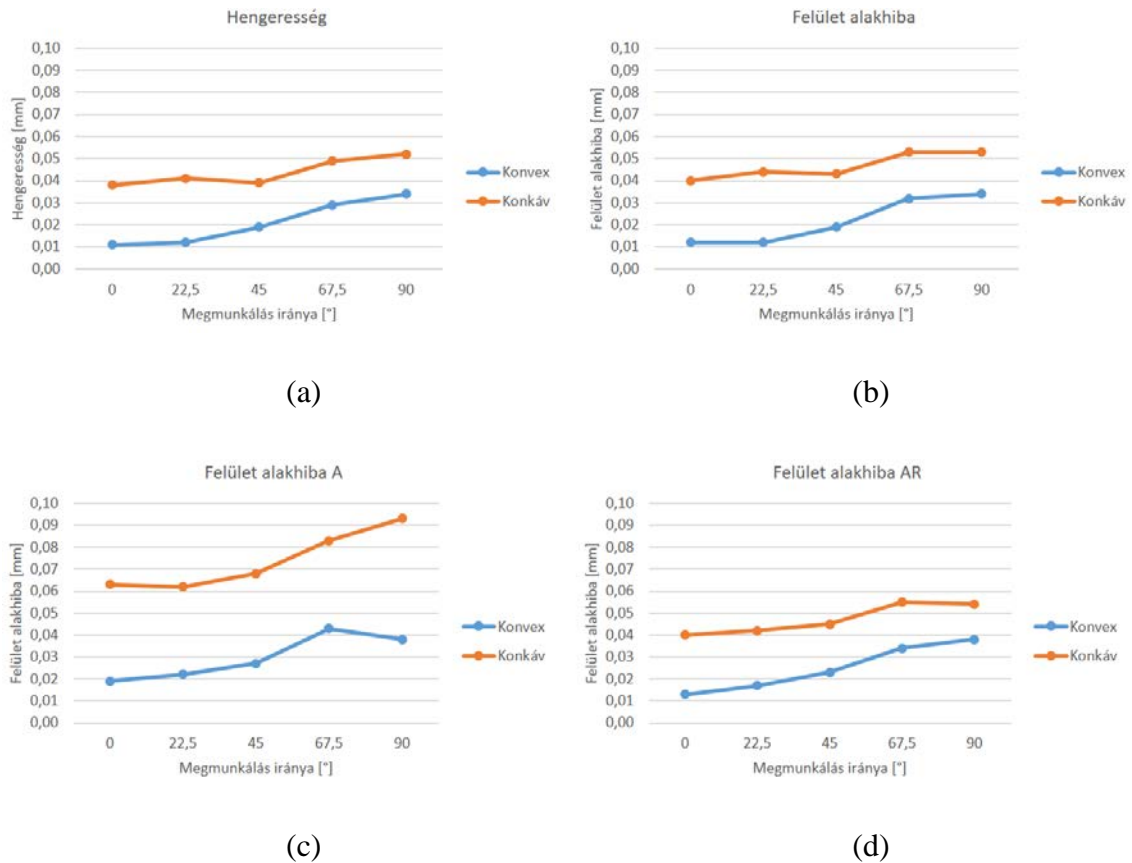 Hengeresség
0,10
0,09
0,08
0,07
0,06
0,05
0,04
0,03
0,02
0,01
0,00
Hengeresség [mm]
0 22,5 45 67,5 90
Megmunkálás iránya [°]
Konvex
Konkáv
(a)
Felület alakhiba
0,10
0,09
0,08
0,07
0,06
0,05
0,04
0,03
0,02
0,01
0,00
Felület alakhiba [mm]
0 22,5 45 67,5 90
Megmunkálás iránya [°]
Konvex
Konkáv
(b)
Felület alakhiba A
0,10
0,09
0,08
0,07
0,06
0,05
0,04
0,03
0,02
0,01
0,00
Felület alakhiba [mm]
0 22,5 45 67,5 90
Megmunkálás iránya [°]
Konvex
Konkáv
(c)
Felület alakhiba AR
0,10
0,09
0,08
0,07
0,06
0,05
0,04
0,03
0,02
0,01
0,00
Felület alakhiba [mm]
0 22,5 45 67,5 90
Megmunkálás iránya [°]
Konvex
Konkáv
(d)